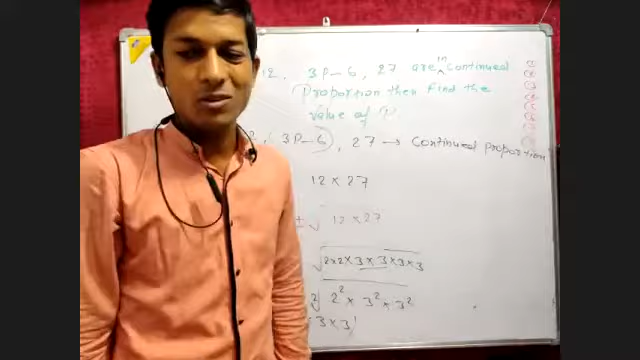 12, 3P-6, 27 are in continued
Proportion then find the
value of P.
(3P-6), 27 → Continued proportion
12 × 27
± √12 × 27
√2×2×3×3×3×3
2² × 3² × 3²
3 × 3